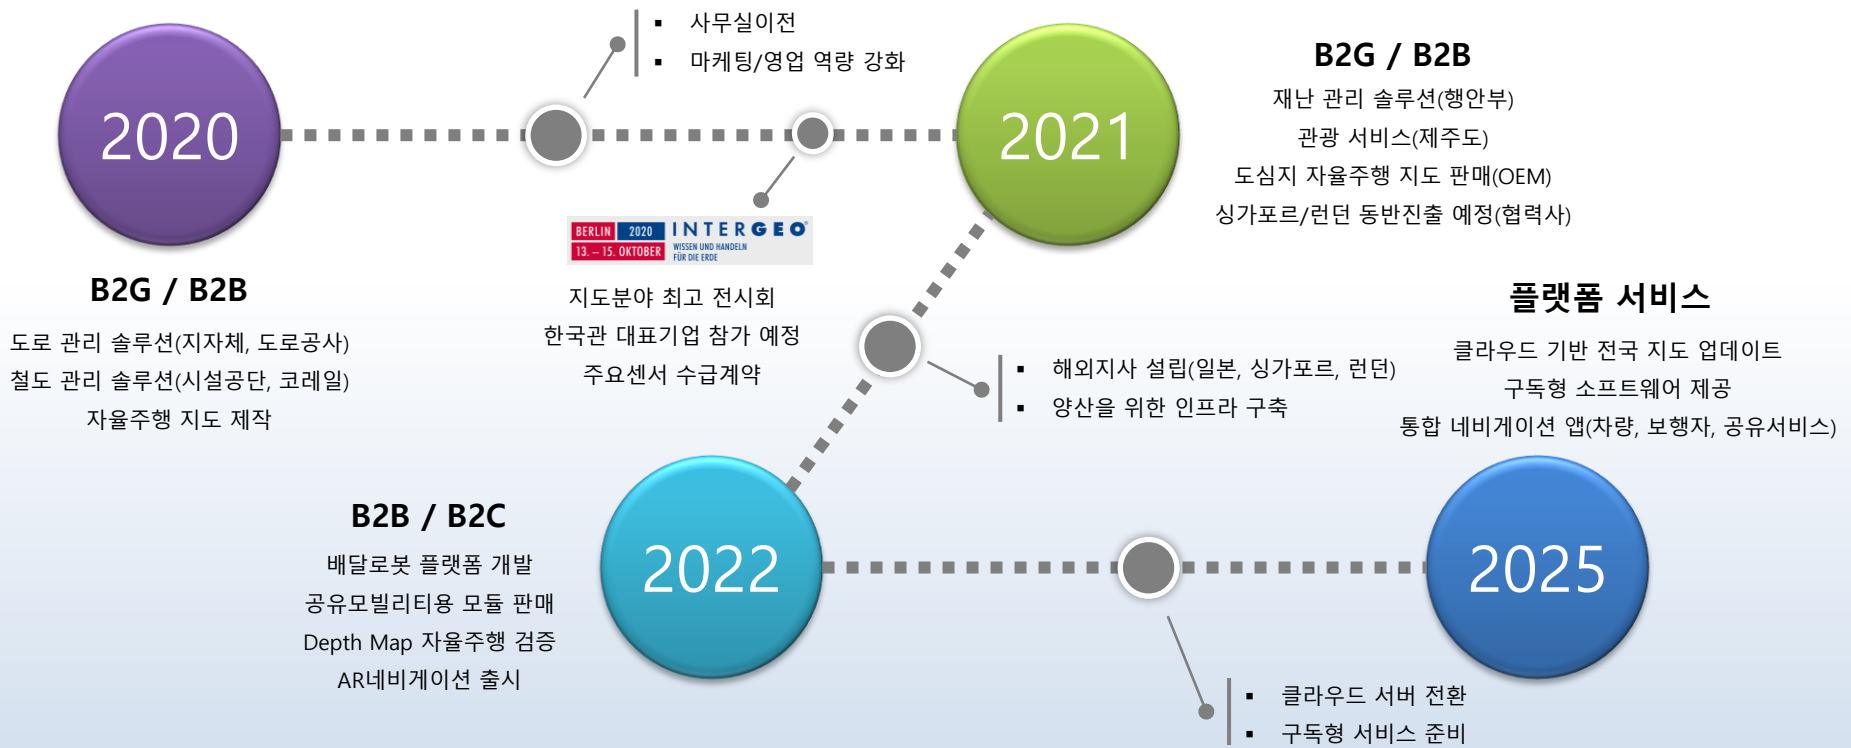 2020
B2G / B2B
도로 관리 솔루션(지자체, 도로공사)
철도 관리 솔루션(시설공단, 코레일)
자율주행 지도 제작
▪ 사무실이전
▪ 마케팅/영업 역량 강화
BERLIN 2020 INTERGEO
13. – 15. OKTOBER
WISSEN UND HANDELN
FÜR DIE ERDE
지도분야 최고 전시회
한국관 대표기업 참가 예정
주요센서 수급계약
2021
B2G / B2B
재난 관리 솔루션(행안부)
관광 서비스(제주도)
도심지 자율주행 지도 판매(OEM)
싱가포르/런던 동반진출 예정(협력사)
▪ 해외지사 설립(일본, 싱가포르, 런던)
▪ 양산을 위한 인프라 구축
2022
B2B / B2C
배달로봇 플랫폼 개발
공유모빌리티용 모듈 판매
Depth Map 자율주행 검증
AR네비게이션 출시
▪ 클라우드 서버 전환
▪ 구독형 서비스 준비
플랫폼 서비스
클라우드 기반 전국 지도 업데이트
구독형 소프트웨어 제공
통합 네비게이션 앱(차량, 보행자, 공유서비스)
2025